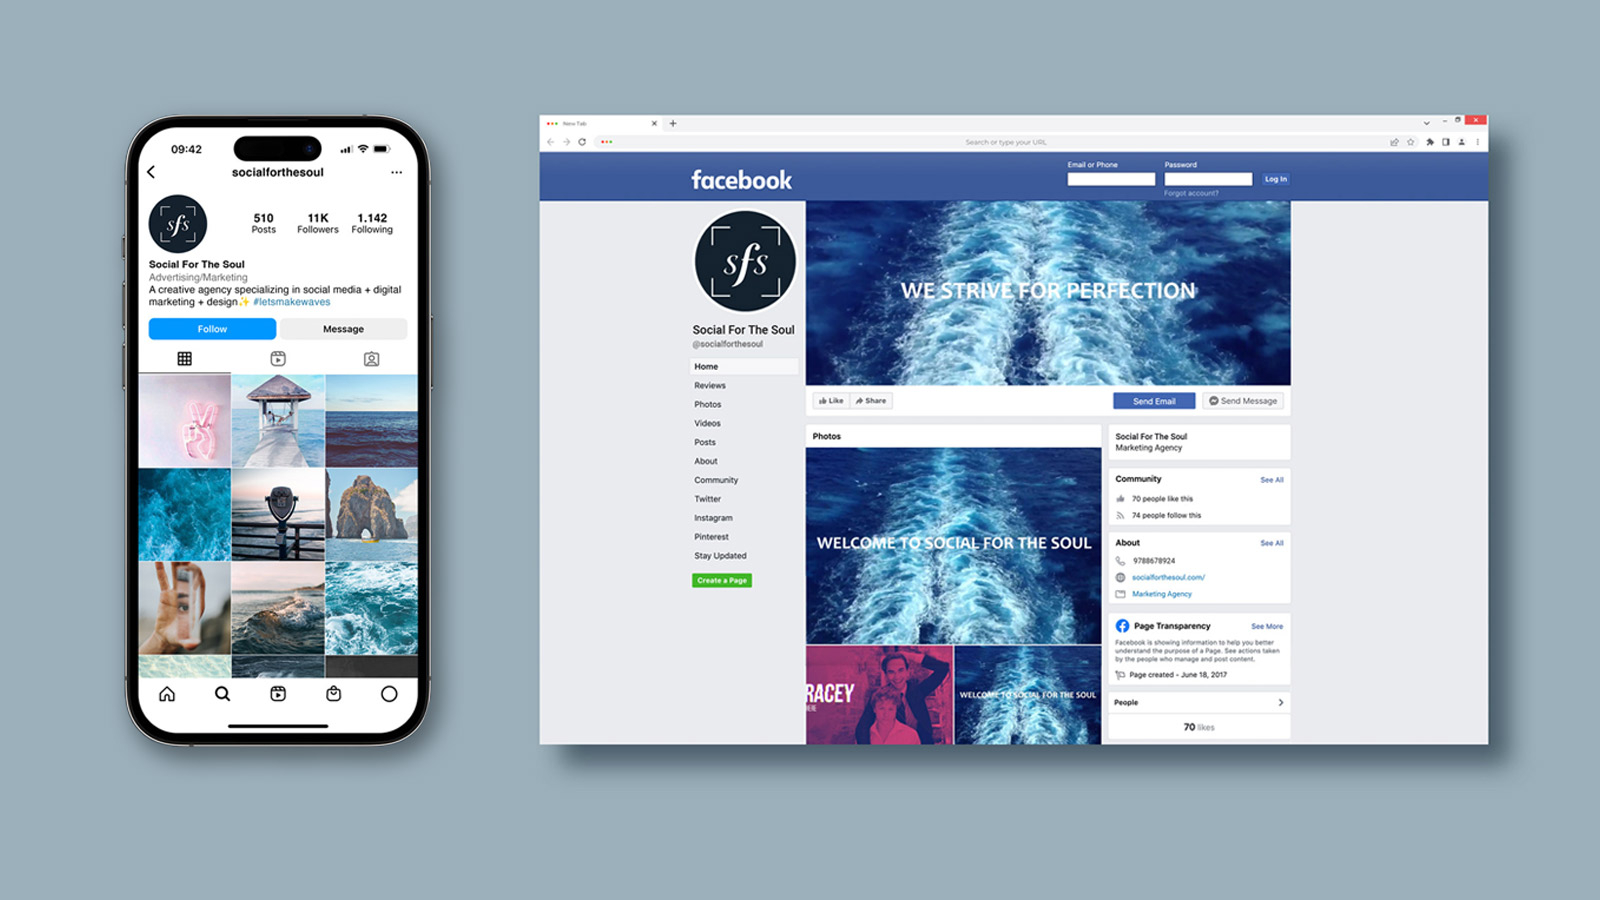 09:42
socialforthesoul
sfs
510 11K 1.142
Posts Followers Following
Social For The Soul
Advertising/Marketing
A creative agency specializing in social media + digital
marketing + design✨ #letsmakewaves
Follow Message
New Tab
Search or type your URL
facebook
Email or Phone Password
Log In
Forgot account?
sfs
Social For The Soul
@socialforthesoul
Home
Reviews
Photos
Videos
Posts
About
Community
Twitter
Instagram
Pinterest
Stay Updated
Create a Page
WE STRIVE FOR PERFECTION
Like Share Send Email Send Message
Photos
WELCOME TO SOCIAL FOR THE SOUL
RACEY
HERE
WELCOME TO SOCIAL FOR THE SOUL
Social For The Soul
Marketing Agency
Community See All
70 people like this
74 people follow this
About See All
9788678924
socialforthesoul.com/
Marketing Agency
Page Transparency See More
Facebook is showing information to help you better
understand the purpose of a Page. See actions taken
by the people who manage and post content.
Page created - June 18, 2017
People
70 likes